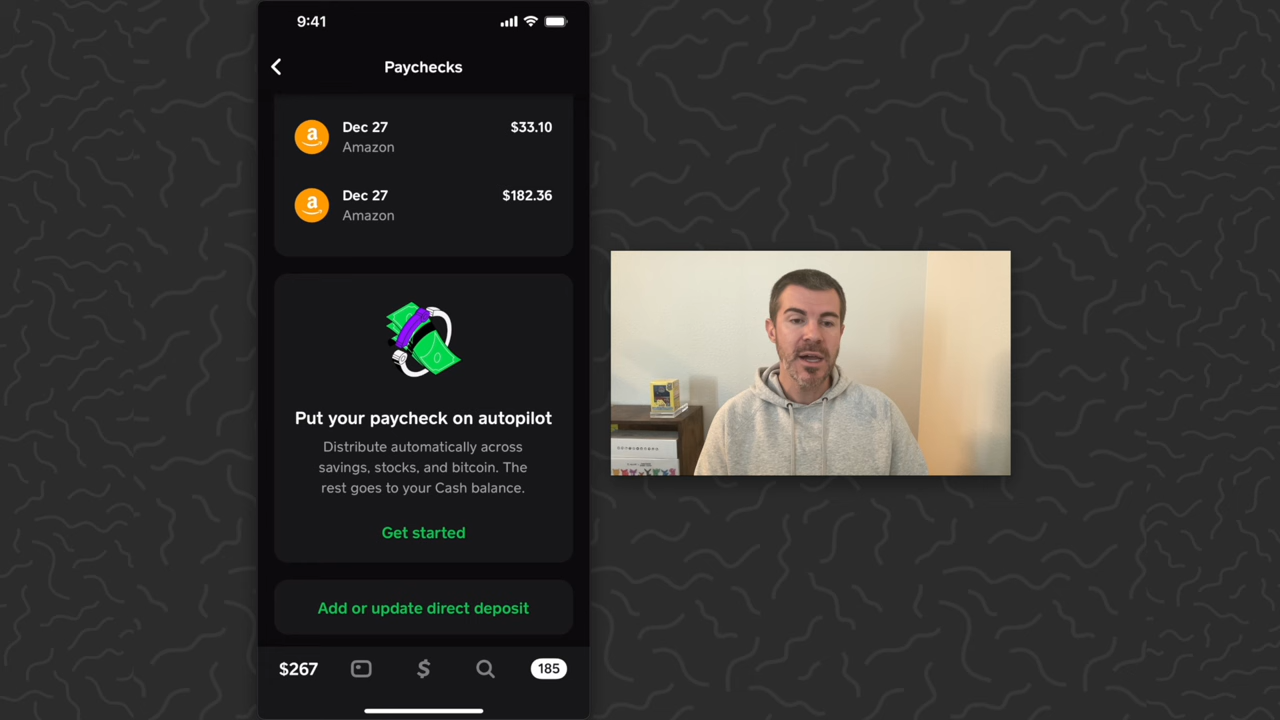 9:41
Paychecks
Dec 27
$33.10
Amazon
Dec 27
$182.36
Amazon
Put your paycheck on autopilot
Distribute automatically across
savings, stocks, and bitcoin. The
rest goes to your Cash balance.
Get started
Add or update direct deposit
$267
185